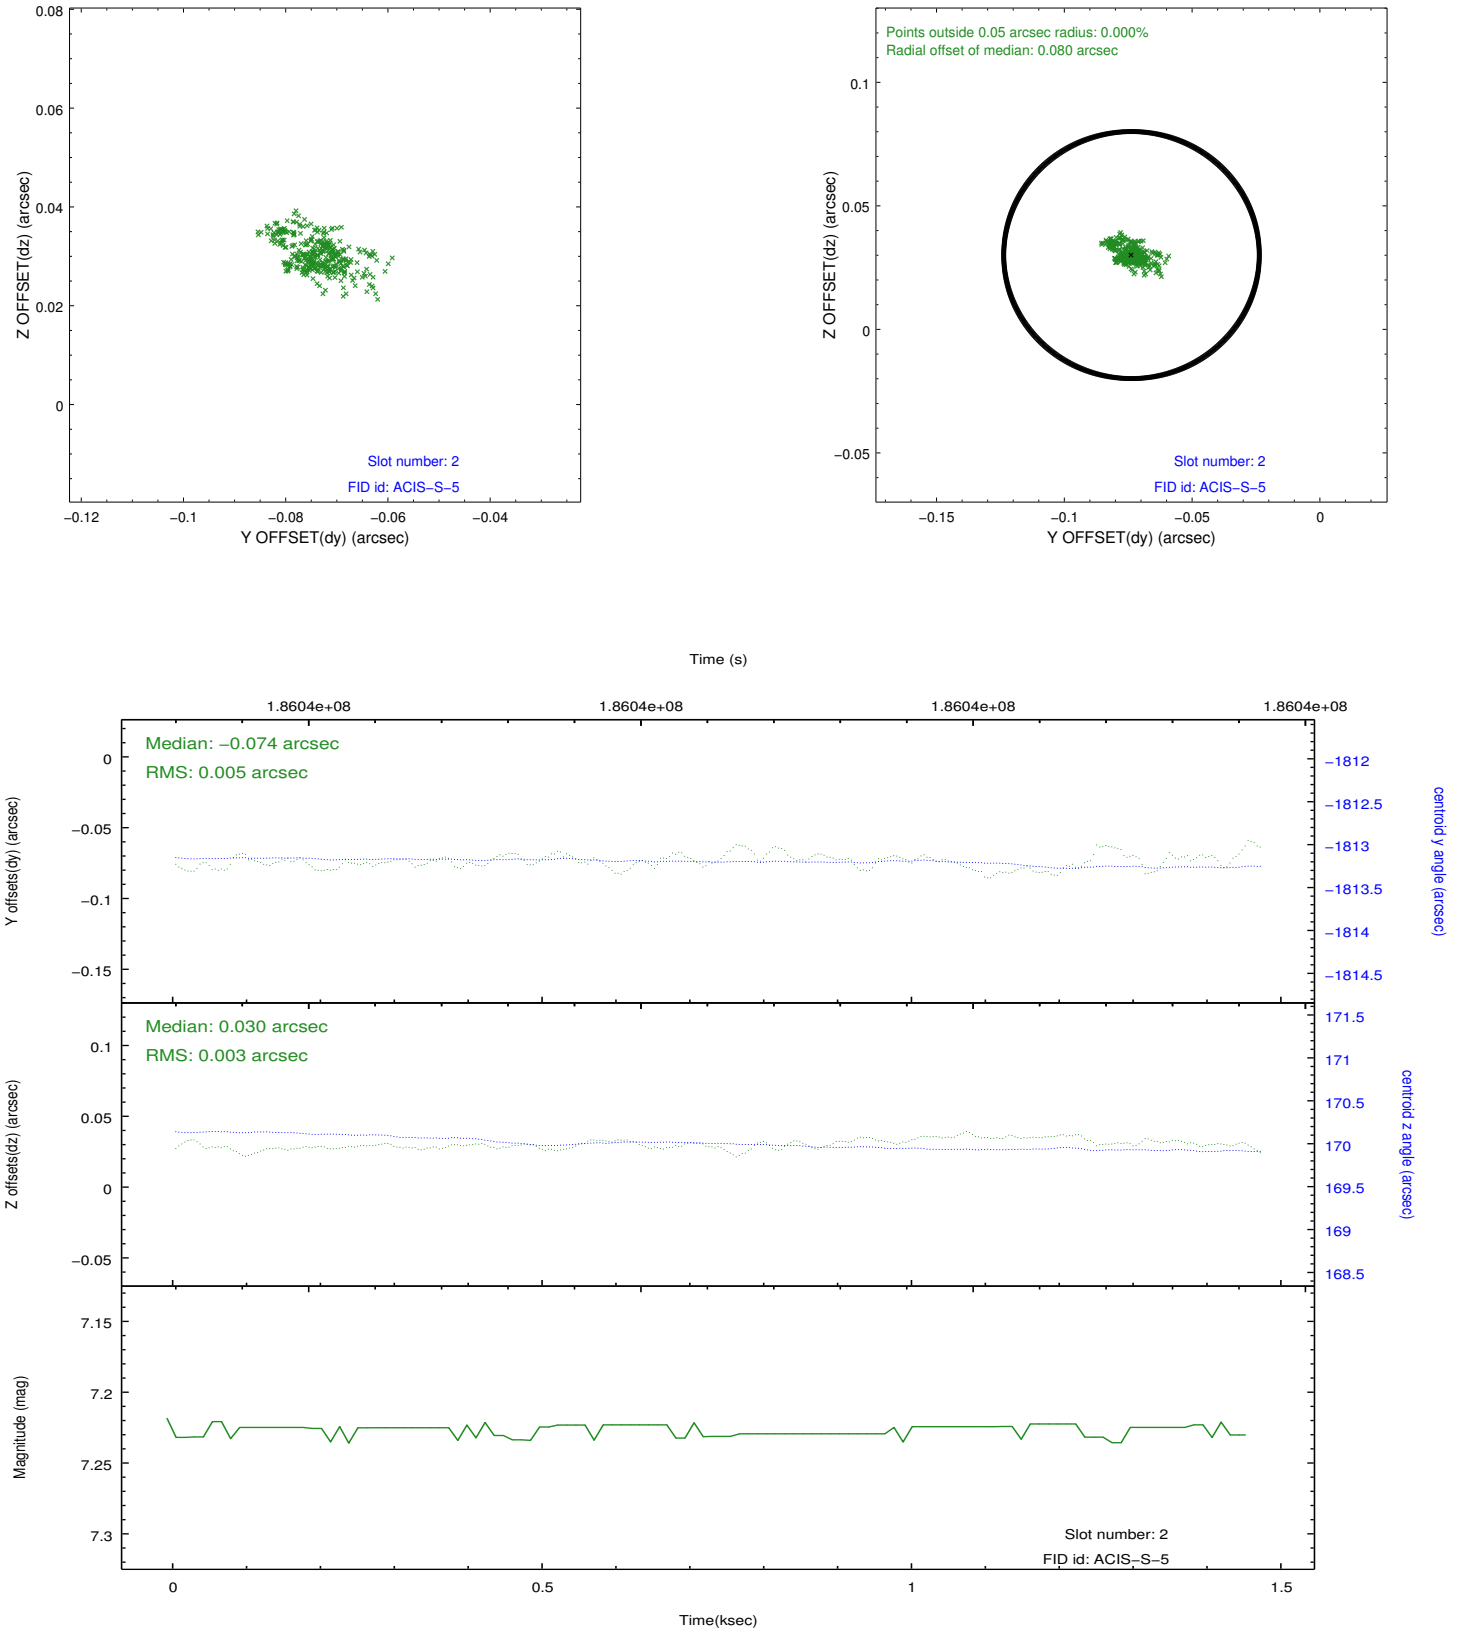 0.08
0.06
0.04
0.02
0
Z OFFSET(dz) (arcsec)
Slot number: 2
FID id: ACIS−S−5
−0.12
−0.1
−0.08
−0.06
−0.04
Y OFFSET(dy) (arcsec)
Points outside 0.05 arcsec radius: 0.000%
Radial offset of median: 0.080 arcsec
0.1
0.05
0
−0.05
Z OFFSET(dz) (arcsec)
Slot number: 2
FID id: ACIS−S−5
−0.15
−0.1
−0.05
0
Y OFFSET(dy) (arcsec)
Time (s)
1.8604e+08
1.8604e+08
1.8604e+08
1.8604e+08
Median: −0.074 arcsec
RMS: 0.005 arcsec
0
−0.05
−0.1
−0.15
Y offsets(dy) (arcsec)
−1812
−1812.5
−1813
−1813.5
−1814
−1814.5
centroid y angle (arcsec)
Median: 0.030 arcsec
RMS: 0.003 arcsec
0.1
0.05
0
−0.05
Z offsets(dz) (arcsec)
171.5
171
170.5
170
169.5
169
168.5
centroid z angle (arcsec)
7.15
7.2
7.25
7.3
Magnitude (mag)
Slot number: 2
FID id: ACIS−S−5
0
0.5
1
1.5
Time(ksec)